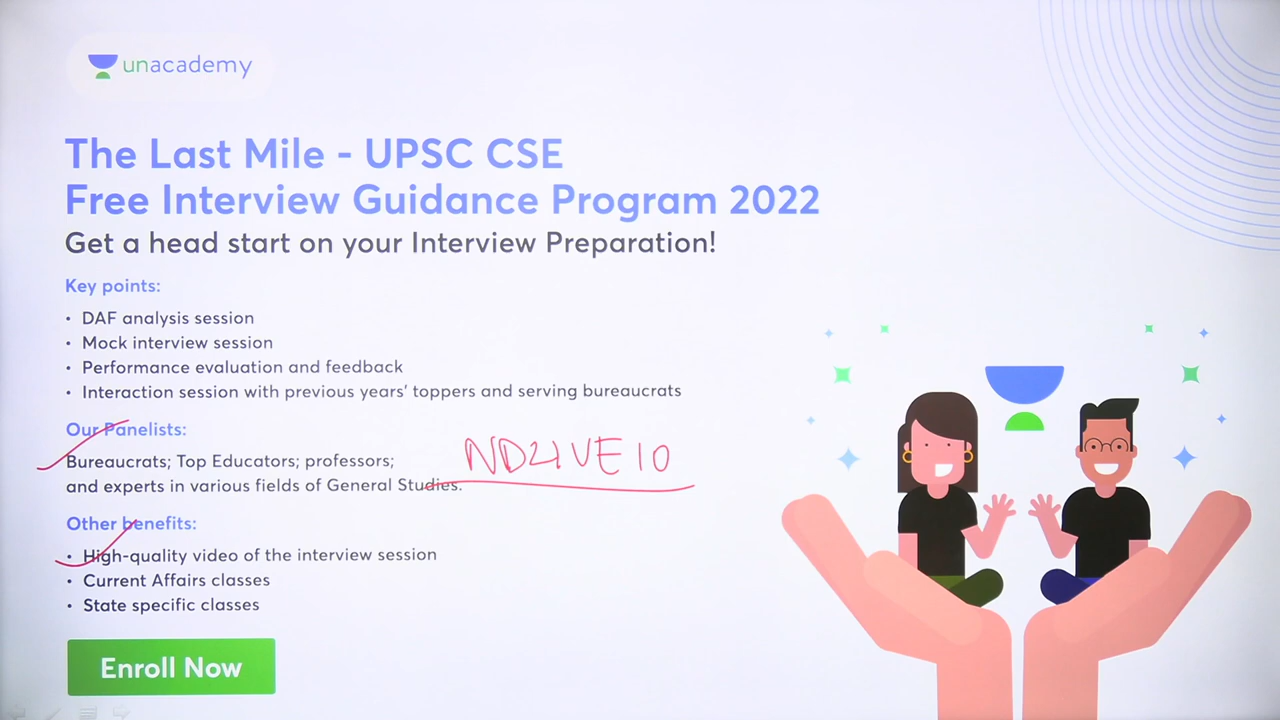 unacademy
The Last Mile - UPSC CSE
Free Interview Guidance Program 2022
Get a head start on your Interview Preparation!
Key points:
• DAF analysis session
• Mock interview session
• Performance evaluation and feedback
• Interaction session with previous years' toppers and serving bureaucrats
Our Panelists:
Bureaucrats; Top Educators; professors;
and experts in various fields of General Studies.
NDLIVE10
Other benefits:
• High-quality video of the interview session
• Current Affairs classes
• State specific classes
Enroll Now